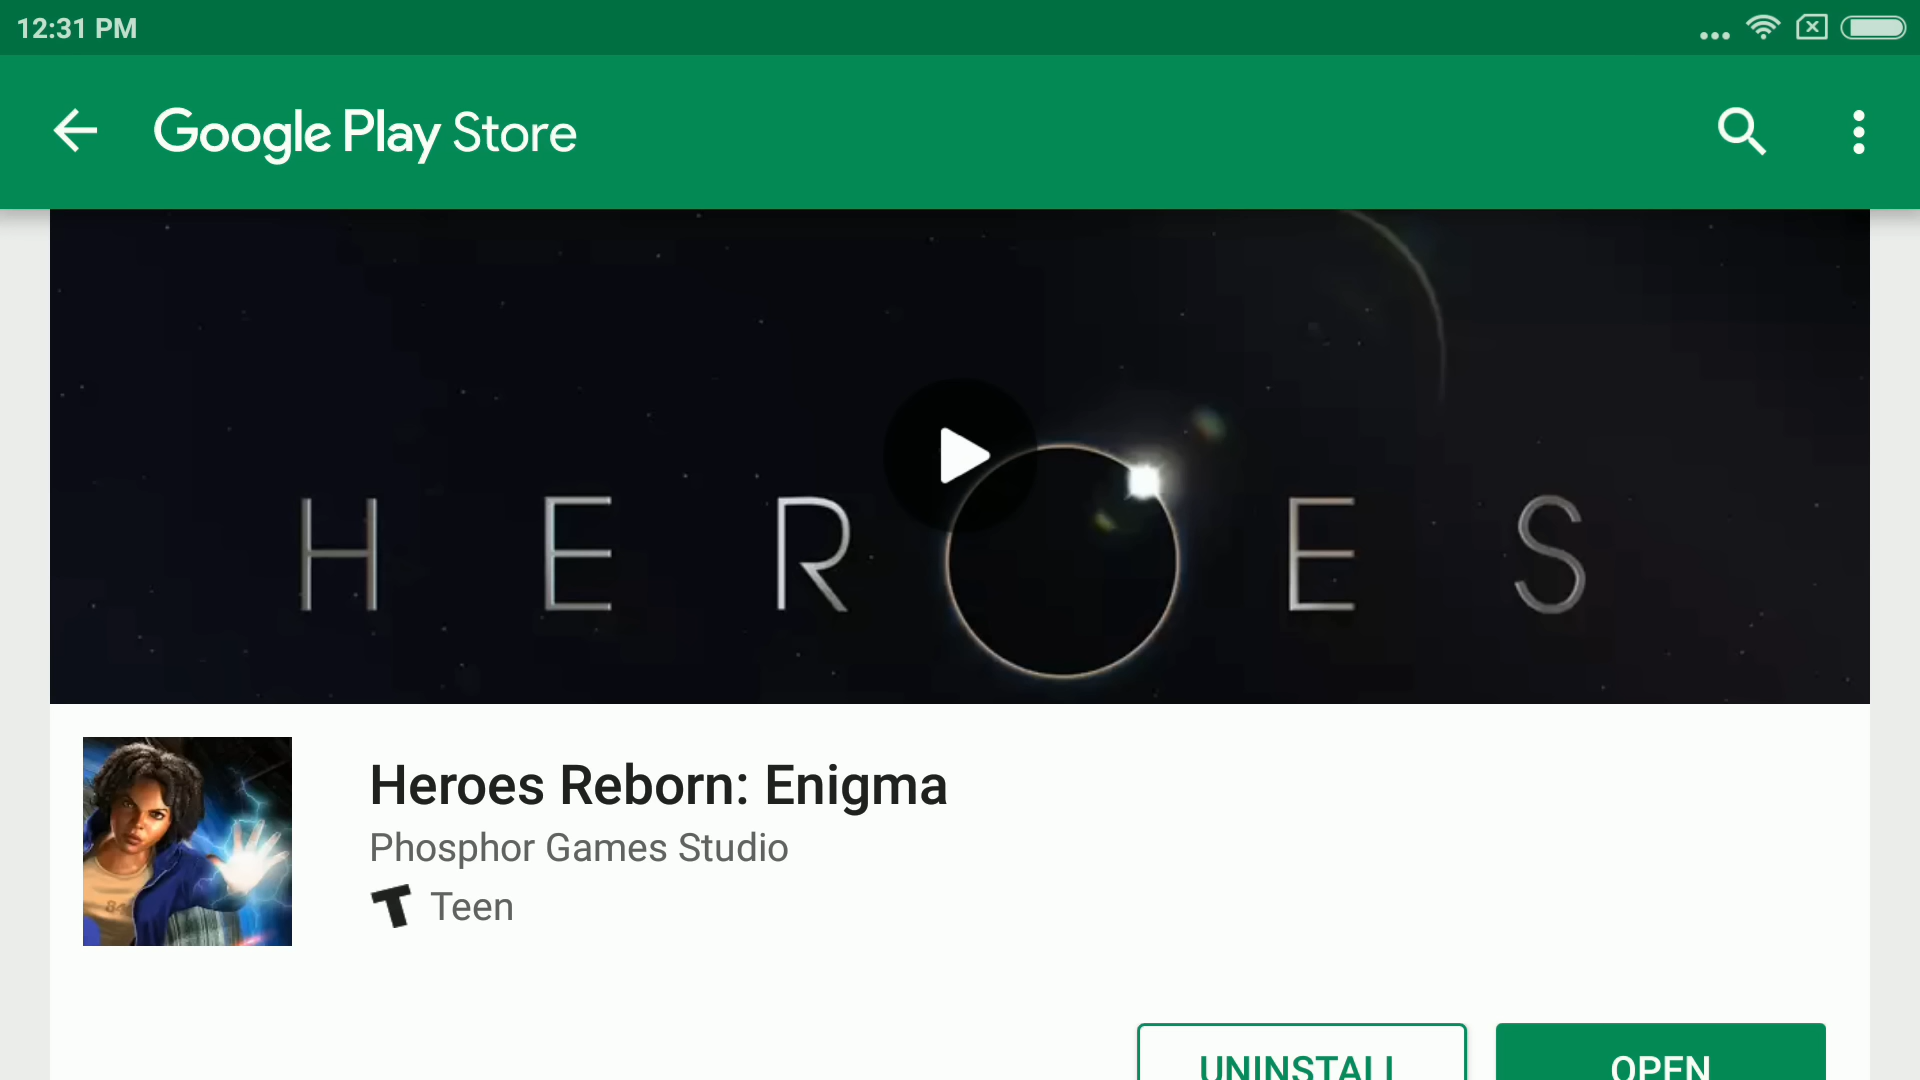 12:31 PM
Google Play Store
HEROES
Heroes Reborn: Enigma
Phosphor Games Studio
T Teen
UNINSTALL
OPEN